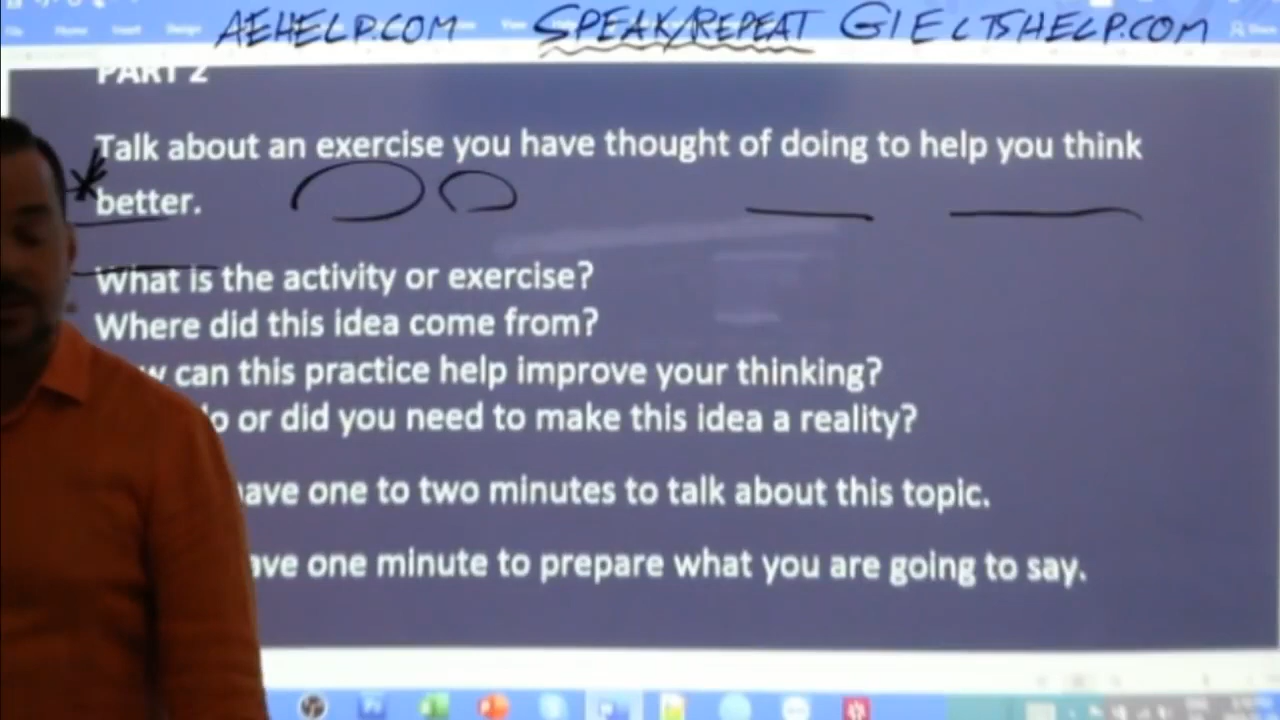 AEHELP.COM SPEAK/REPEAT GIELTSHELP.COM
PART 2
Talk about an exercise you have thought of doing to help you think
better.
What is the activity or exercise?
Where did this idea come from?
can this practice help improve your thinking?
or did you need to make this idea a reality?
have one to two minutes to talk about this topic.
have one minute to prepare what you are going to say.